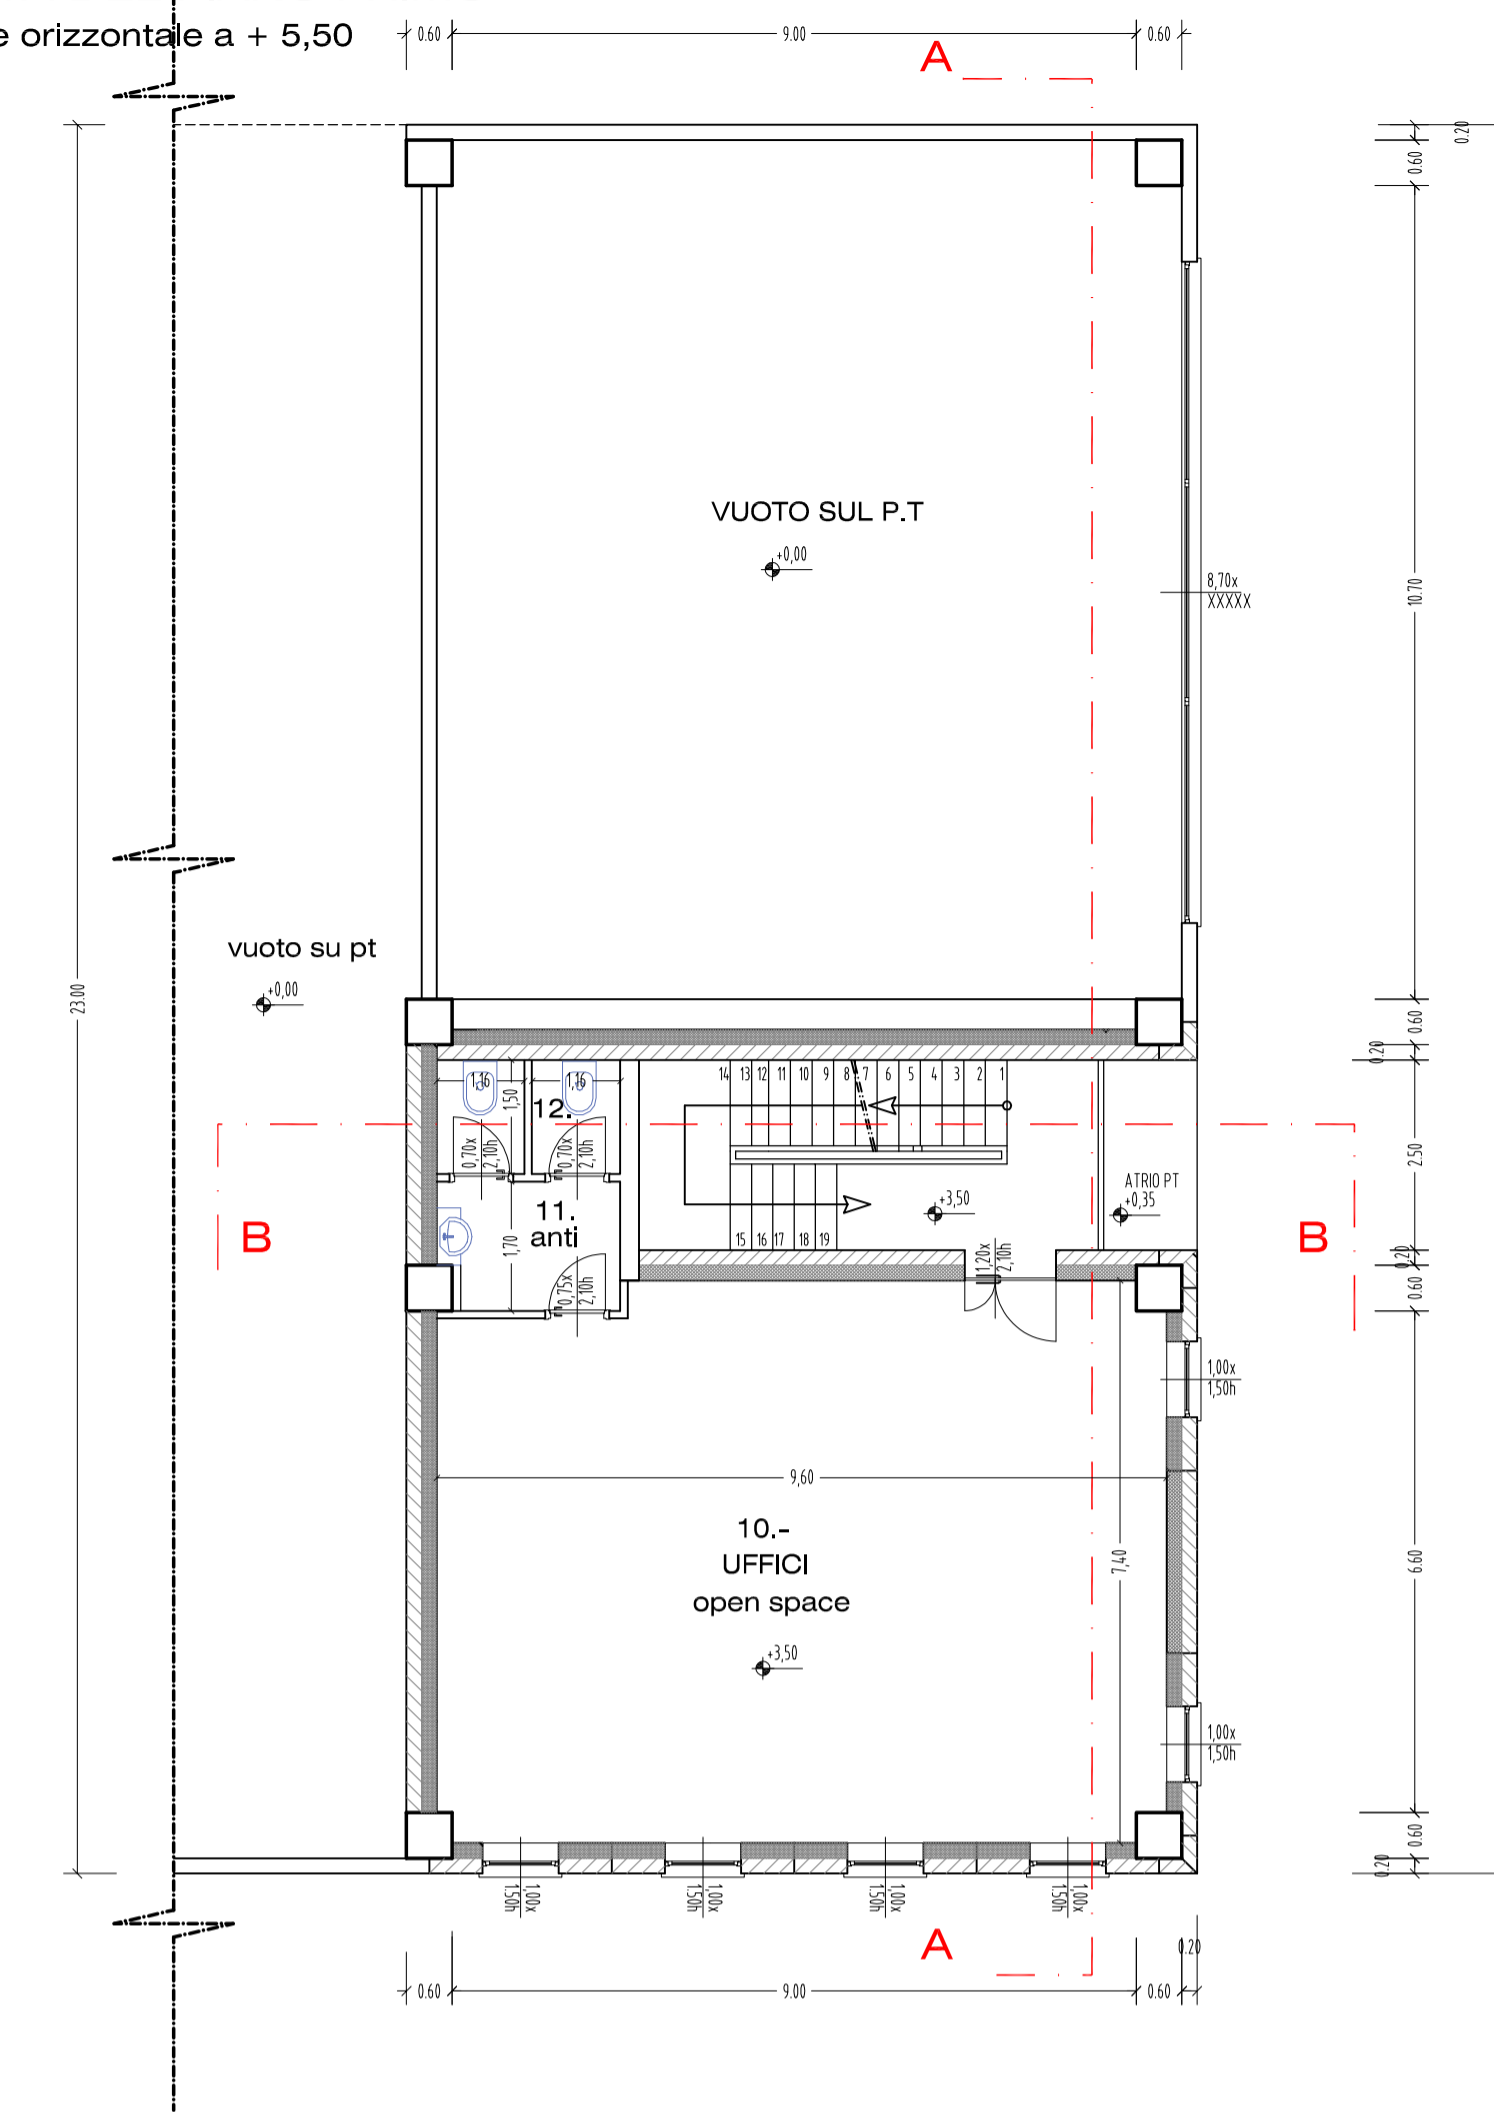 e orizzontale a + 5,50
0.60
9.00
0.60
A
0.20
0.60
VUOTO SUL P.T
+0,00
8,70x
XXXXX
10.70
vuoto su pt
+0,00
23.00
0.60
0.20
1,16
1,16
1,50
12.
14
13
12
11
10
9
8
7
6
5
4
3
2
1
0,70x
2,10h
0,70x
2,10h
2.50
ATRIO PT
+0,35
+3,50
11.
anti
1,70
B
B
15
16
17
18
19
1,20x
2,10h
0.20
0.60
0,75x
2,10h
1,00x
1,50h
9,60
10.-
UFFICI
open space
7,40
6.60
+3,50
1,00x
1,50h
0.60
0.20
1,00x
1,50h
1,00x
1,50h
1,00x
1,50h
1,00x
1,50h
A
0.20
0.60
9.00
0.60